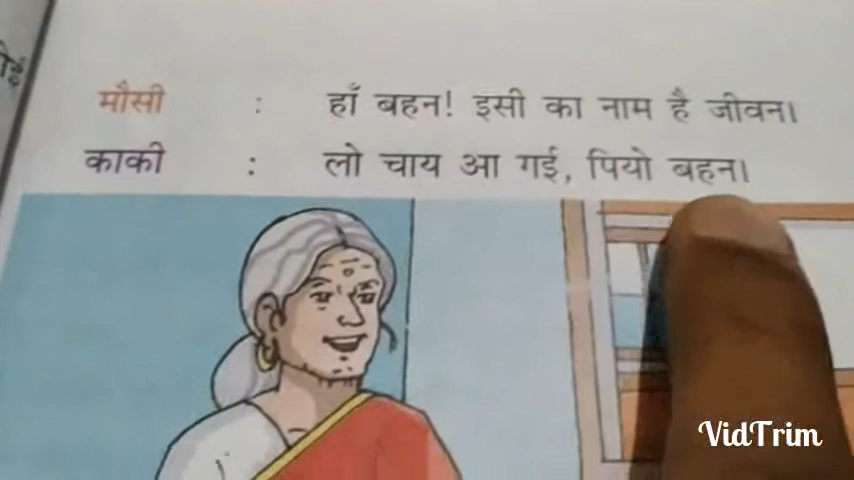 मौसी : हाँ बहन! इसी का नाम है जीवन।
काकी : लो चाय आ गई, पियो बहन।
VidTrim